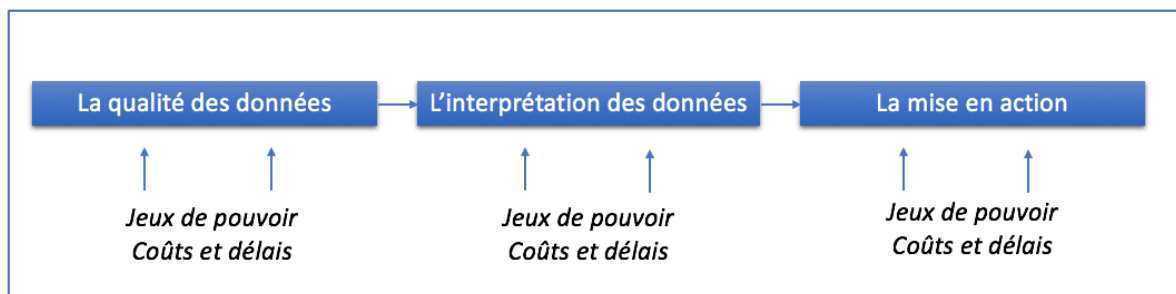 La qualité des données
L'interprétation des données
La mise en action
Jeux de pouvoir
Coûts et délais
Jeux de pouvoir
Coûts et délais
Jeux de pouvoir
Coûts et délais